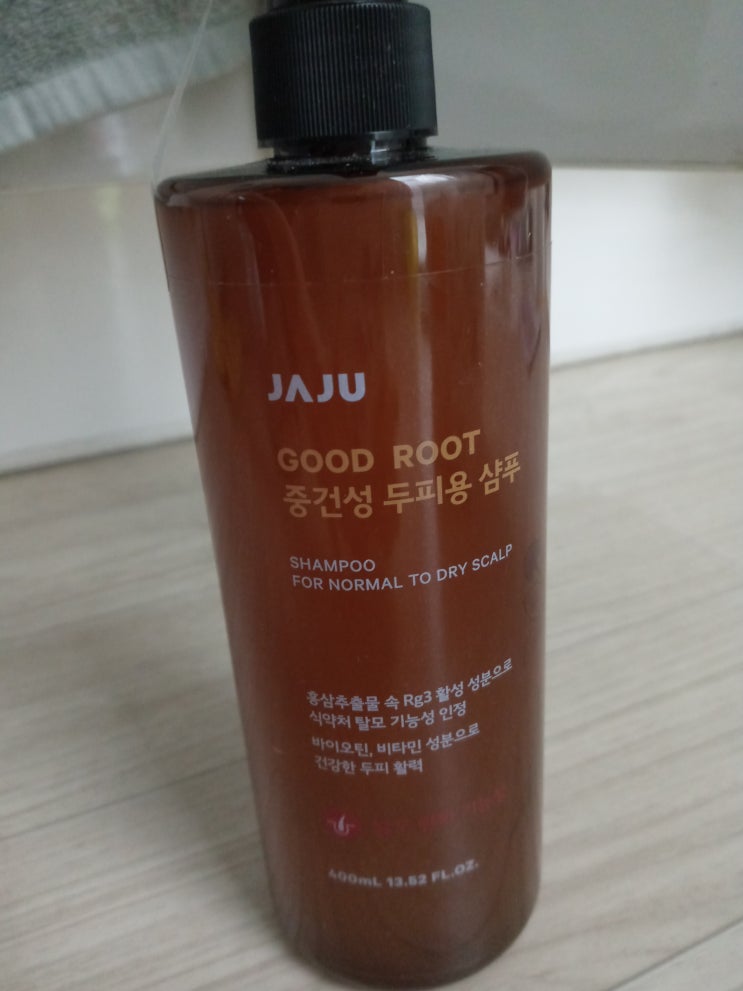 JAJU
GOOD ROOT
중건성 두피용 샴푸
SHAMPOO
FOR NORMAL TO DRY SCALP
홍삼추출물 속 Rg3 활성 성분으로
식약처 탈모 기능성 인정
바이오틴, 비타민 성분으로
건강한 두피 활력
400mL 13.52 FL.OZ.